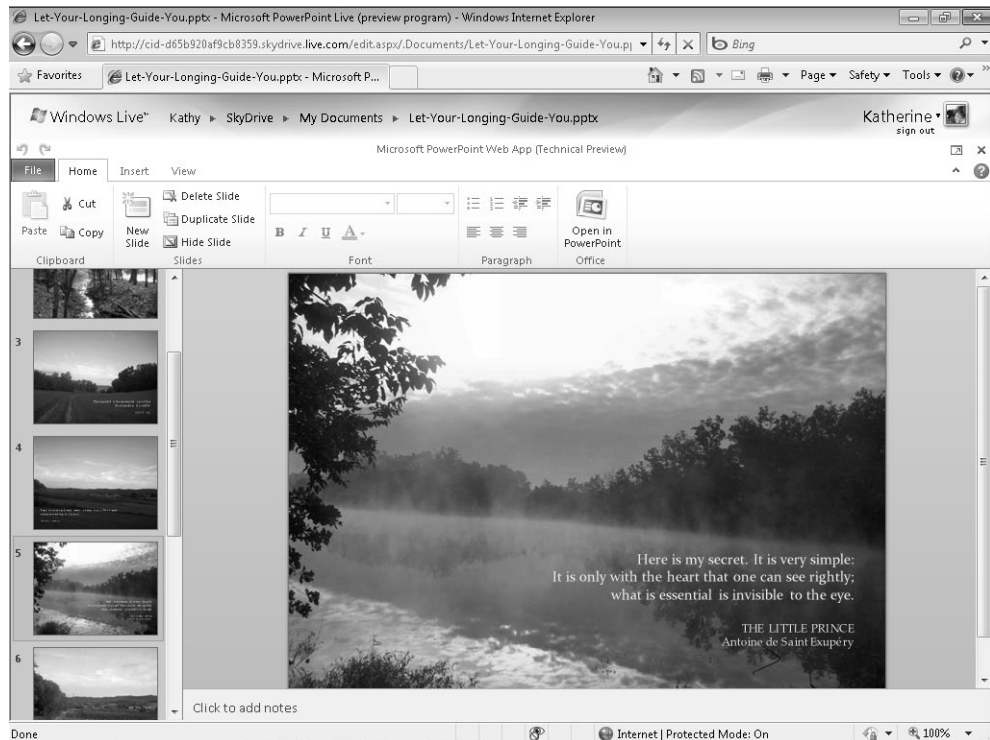 Let-Your-Longing-Guide-You.pptx - Microsoft PowerPoint Live (preview program) - Windows Internet Explorer
http://cid-d65b920af9cb8359.skydrive.live.com/edit.aspx/.Documents/Let-Your-Longing-Guide-You.p
Bing
Favorites
Let-Your-Longing-Guide-You.pptx - Microsoft P...
Page
Safety
Tools
Windows Live
Kathy ▸ SkyDrive ▸ My Documents ▸ Let-Your-Longing-Guide-You.pptx
Katherine
sign out
Microsoft PowerPoint Web App (Technical Preview)
File Home Insert View
Paste
Cut
Copy
Clipboard
New Slide
Delete Slide
Duplicate Slide
Hide Slide
Slides
B I U A
Font
Paragraph
Open in PowerPoint
Office
3
4
5
6
Here is my secret. It is very simple:
It is only with the heart that one can see rightly;
what is essential is invisible to the eye.
THE LITTLE PRINCE
Antoine de Saint Exupéry
Click to add notes
Done
Internet | Protected Mode: On
100%